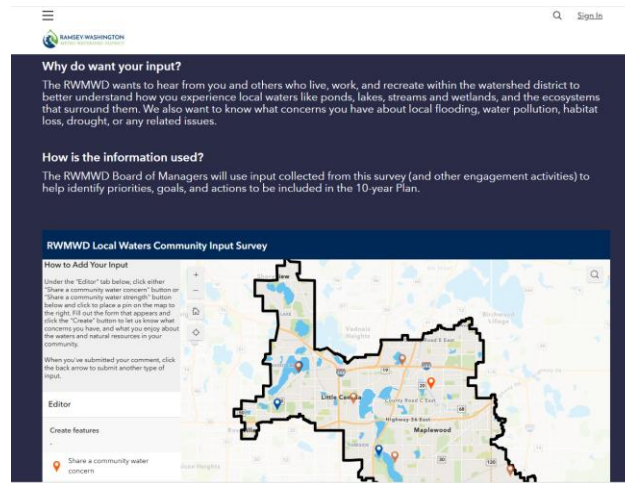 Sign In
RAMSEY-WASHINGTON
METRO WATERSHED DISTRICT
Why do want your input?
The RWMWD wants to hear from you and others who live, work, and recreate within the watershed district to
better understand how you experience local waters like ponds, lakes, streams and wetlands, and the ecosystems
that surround them. We also want to know what concerns you have about local flooding, water pollution, habitat
loss, drought, or any related issues.
How is the information used?
The RWMWD Board of Managers will use input collected from this survey (and other engagement activities) to
help identify priorities, goals, and actions to be included in the 10-year Plan.
RWMWD Local Waters Community Input Survey
How to Add Your Input
Under the "Editor" tab below, click either
"Share a community water concern" button or
"Share a community water strength" button
below and click to place a pin on the map to
the right. Fill out the form that appears and
click the "Create" button to let us know what
concerns you have, and what you enjoy about
the waters and natural resources in your
community.
When you've submitted your comment, click
the back arrow to submit another type of
input.
Editor
Create features
-
Share a community water
concern
+
−
Vadnais
Heights
Birchwood
Village
Little Canada
County Road C East
Highway 36 East
Maplewood